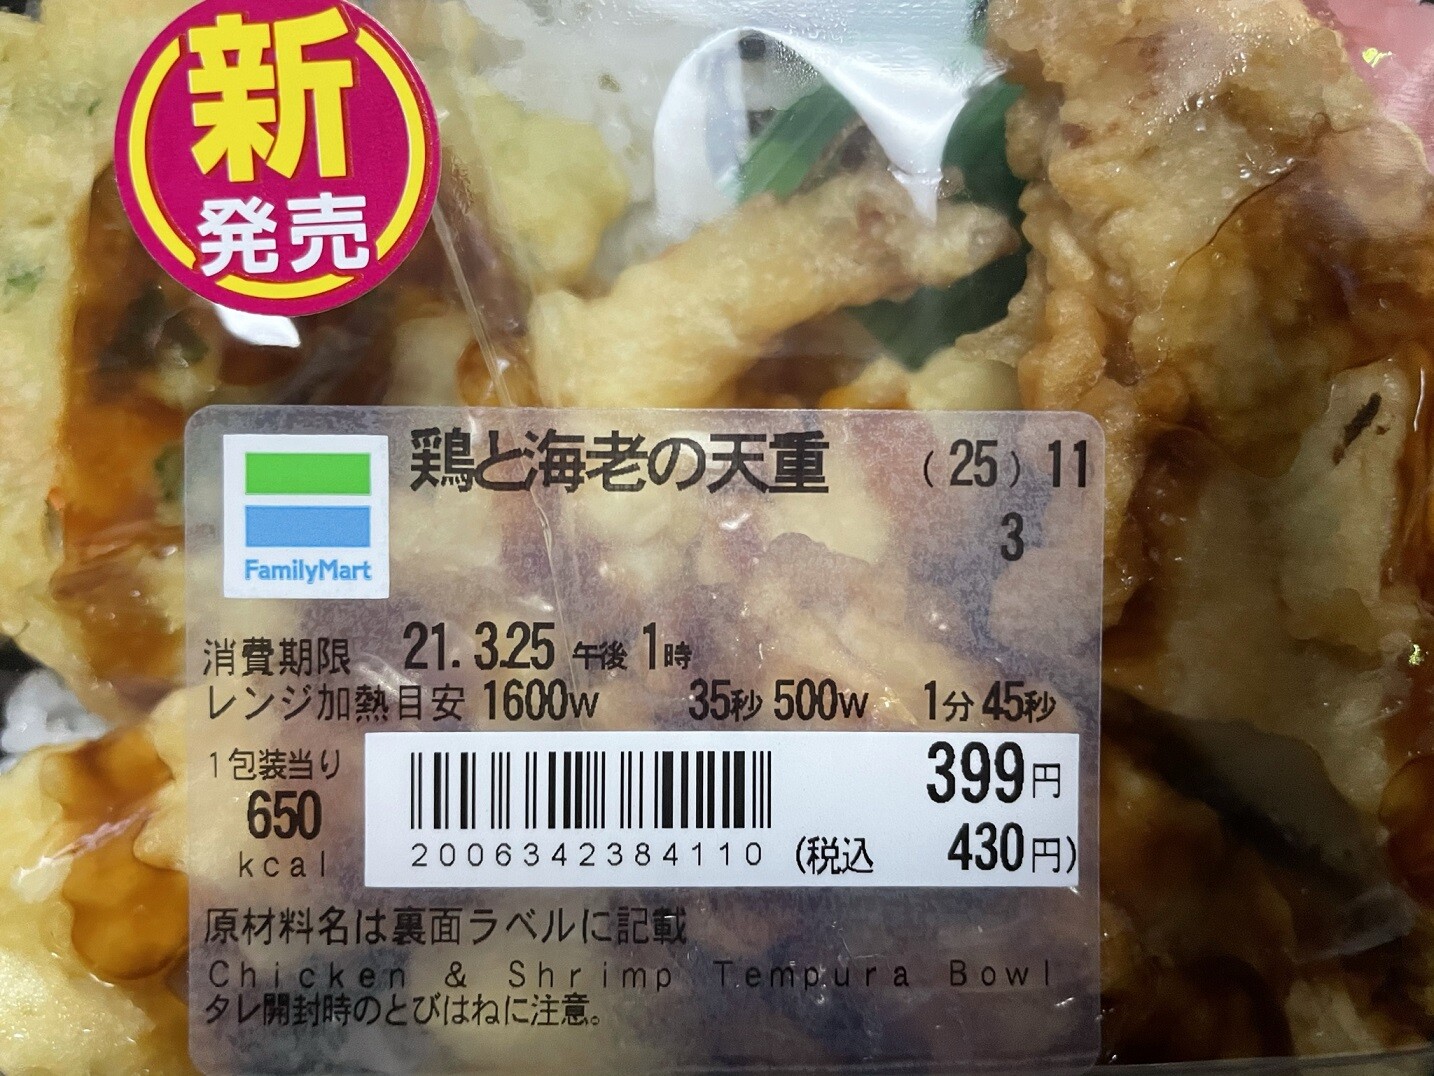 新
発売
FamilyMart
鶏と海老の天重 (25) 11
3
消費期限 21. 3.25 午後 1時
レンジ加熱目安 1600W 35秒 500W 1分 45秒
1包装当り
650
kcal
399円
2006342384110 (税込 430円)
原材料名は裏面ラベルに記載
Chicken & Shrimp Tempura Bowl
タレ開封時のとびはねに注意。